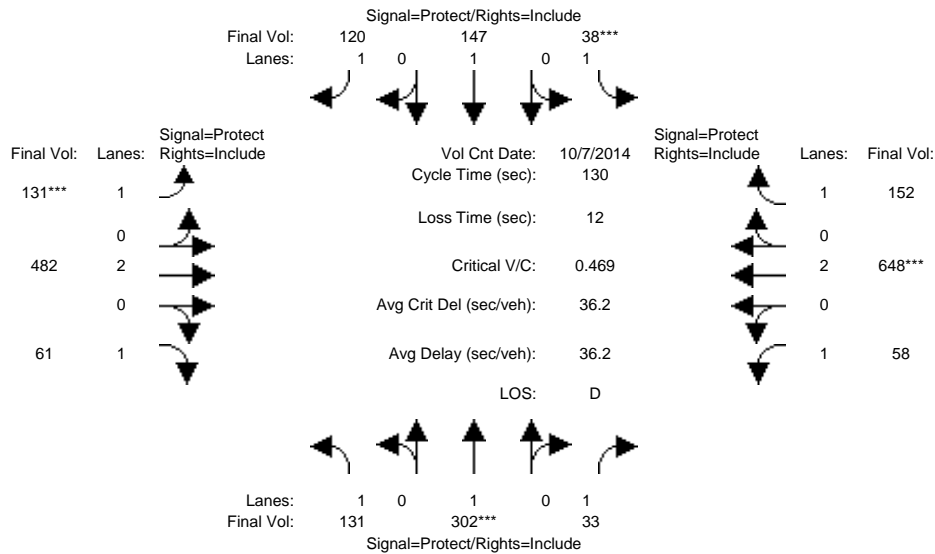 Signal=Protect/Rights=Include
Final Vol: 120 147 38***
Lanes: 1 0 1 0 1
Signal=Protect Signal=Protect
Final Vol: Lanes: Rights=Include Vol Cnt Date: 10/7/2014 Rights=Include Lanes: Final Vol:
Cycle Time (sec): 130
131*** 1 1 152
Loss Time (sec): 12
0 0
482 2 Critical V/C: 0.469 2 648***
0 Avg Crit Del (sec/veh): 36.2 0
61 1 Avg Delay (sec/veh): 36.2 1 58
LOS: D
Lanes: 1 0 1 0 1
Final Vol: 131 302*** 33
Signal=Protect/Rights=Include